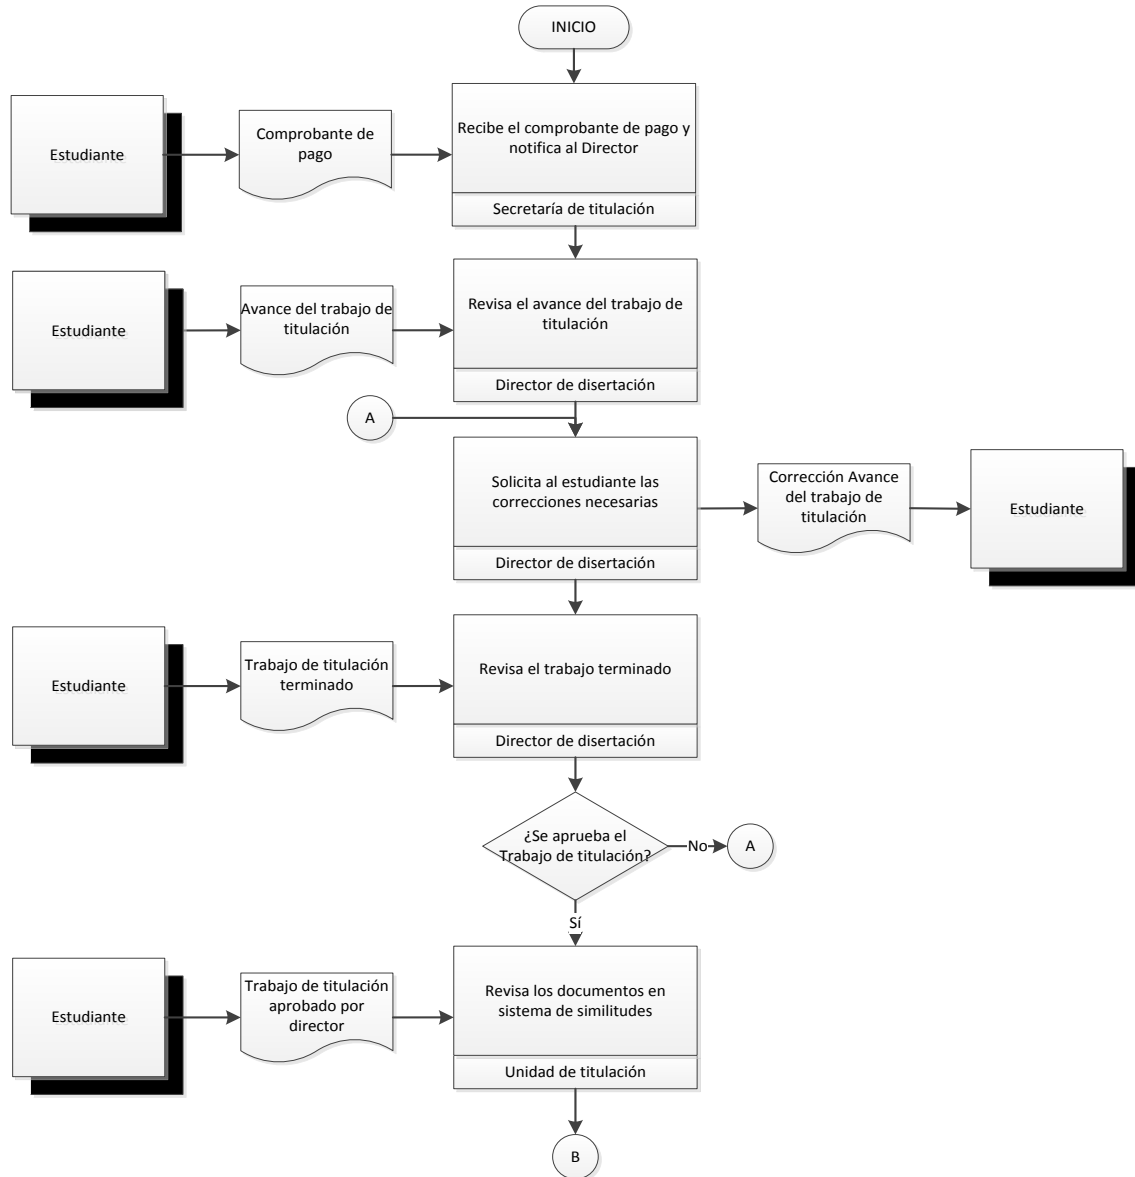 INICIO
Estudiante
Comprobante de
pago
Recibe el comprobante de pago y
notifica al Director
Secretaría de titulación
Estudiante
Avance del trabajo de
titulación
Revisa el avance del trabajo de
titulación
Director de disertación
A
Solicita al estudiante las
correcciones necesarias
Director de disertación
Corrección Avance
del trabajo de
titulación
Estudiante
Estudiante
Trabajo de titulación
terminado
Revisa el trabajo terminado
Director de disertación
¿Se aprueba el
Trabajo de titulación?
No
A
Sí
Estudiante
Trabajo de titulación
aprobado por
director
Revisa los documentos en
sistema de similitudes
Unidad de titulación
B